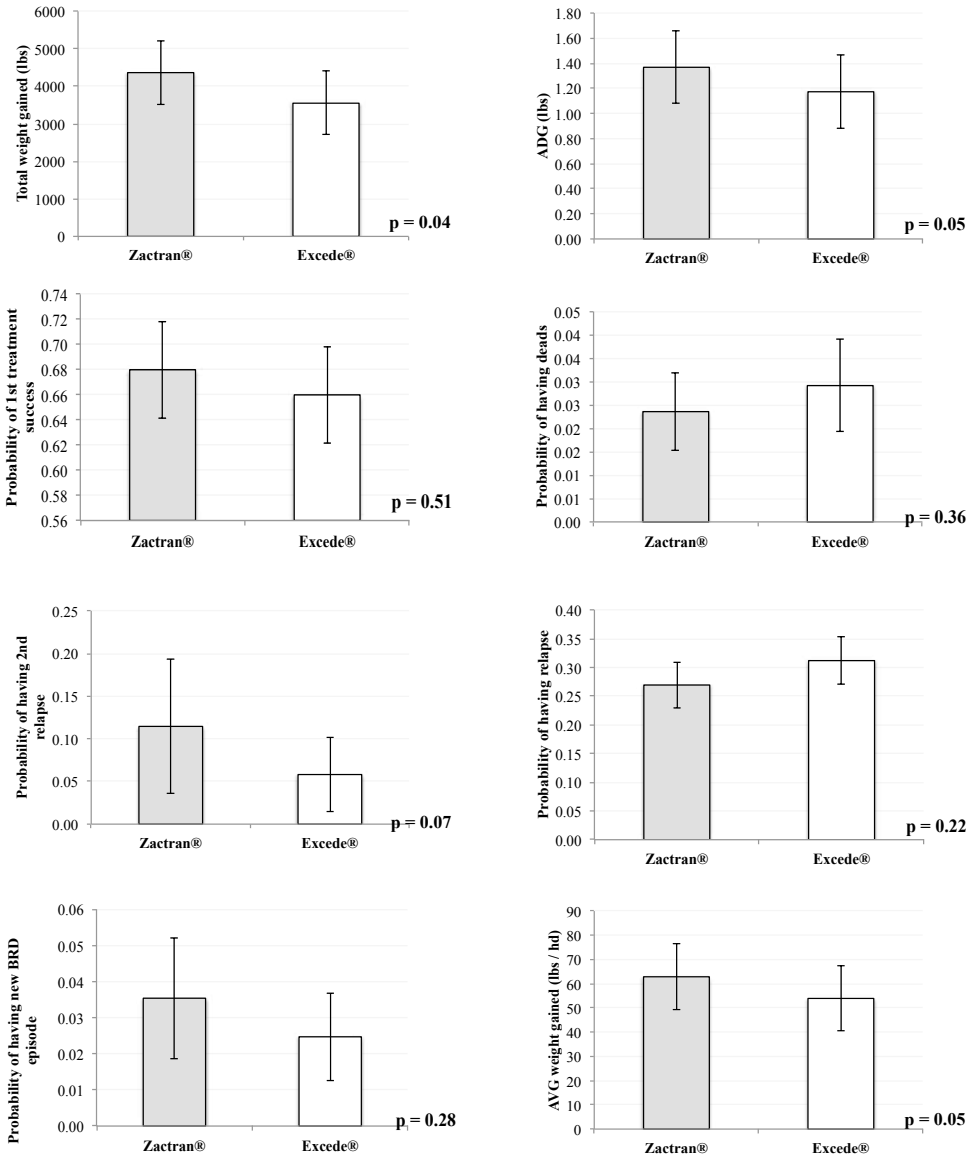 Total weight gained (lbs)
6000
5000
4000
3000
2000
1000
0
Zactran®
Excede®
p = 0.04
ADG (lbs)
1.80
1.60
1.40
1.20
1.00
0.80
0.60
0.40
0.20
0.00
Zactran®
Excede®
p = 0.05
Probability of 1st treatment
success
0.74
0.72
0.70
0.68
0.66
0.64
0.62
0.60
0.58
0.56
Zactran®
Excede®
p = 0.51
Probability of having deads
0.05
0.04
0.04
0.03
0.03
0.02
0.02
0.01
0.01
0.00
Zactran®
Excede®
p = 0.36
Probability of having 2nd
relapse
0.25
0.20
0.15
0.10
0.05
0.00
Zactran®
Excede®
p = 0.07
Probability of having relapse
0.40
0.35
0.30
0.25
0.20
0.15
0.10
0.05
0.00
Zactran®
Excede®
p = 0.22
Probability of having new BRD
episode
0.06
0.05
0.04
0.03
0.02
0.01
0.00
Zactran®
Excede®
p = 0.28
AVG weight gained (lbs / hd)
90
80
70
60
50
40
30
20
10
0
Zactran®
Excede®
p = 0.05